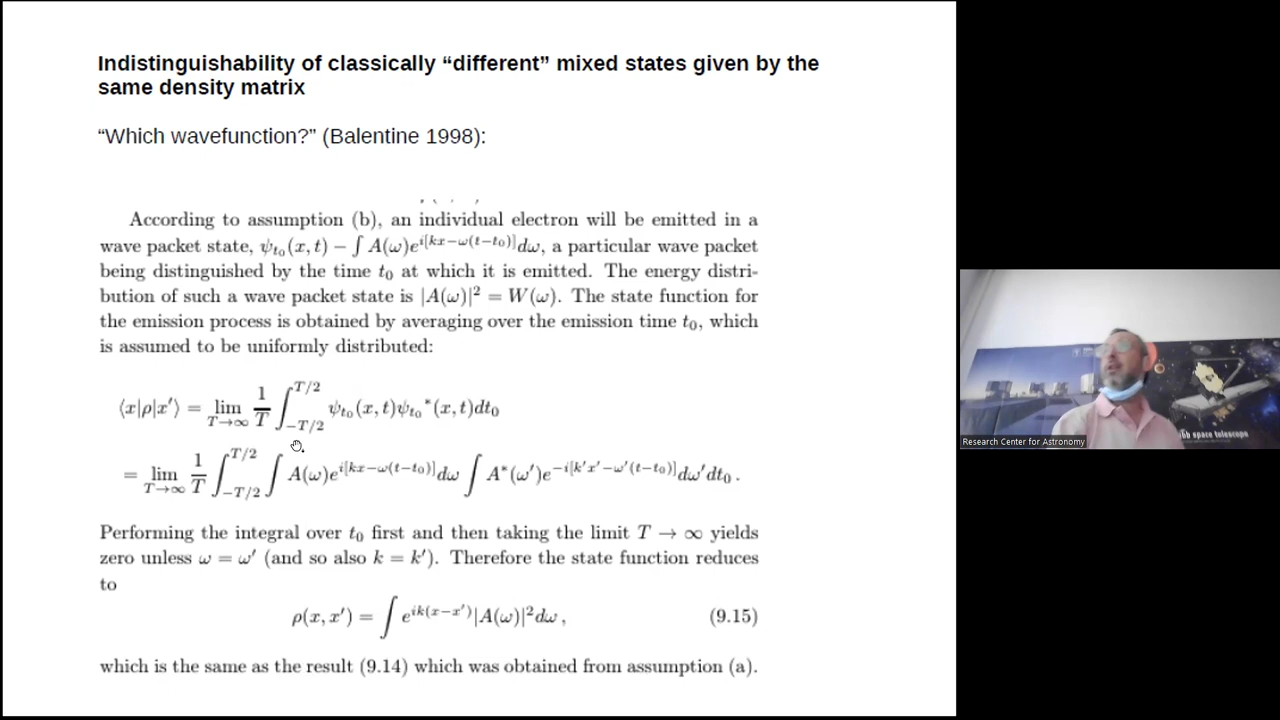 Indistinguishability of classically “different” mixed states given by the
same density matrix
“Which wavefunction?” (Balentine 1998):
According to assumption (b), an individual electron will be emitted in a
wave packet state, ψ_{t₀}(x, t) − ∫ A(ω)e^{i[kx−ω(t−t₀)]}dω, a particular wave packet
being distinguished by the time t₀ at which it is emitted. The energy distri-
bution of such a wave packet state is |A(ω)|² = W(ω). The state function for
the emission process is obtained by averaging over the emission time t₀, which
is assumed to be uniformly distributed:
⟨x|ρ|x′⟩ = lim_{T→∞} 1/T ∫_{−T/2}^{T/2} ψ_{t₀}(x, t)ψ_{t₀}*(x, t)dt₀
= lim_{T→∞} 1/T ∫_{−T/2}^{T/2} ∫ A(ω)e^{i[kx−ω(t−t₀)]}dω ∫ A*(ω′)e^{−i[k′x′−ω′(t−t₀)]}dω′dt₀ .
Performing the integral over t₀ first and then taking the limit T → ∞ yields
zero unless ω = ω′ (and so also k = k′). Therefore the state function reduces
to
ρ(x, x′) = ∫ e^{ik(x−x′)}|A(ω)|²dω , (9.15)
which is the same as the result (9.14) which was obtained from assumption (a).
space telescope
Research Center for Astronomy